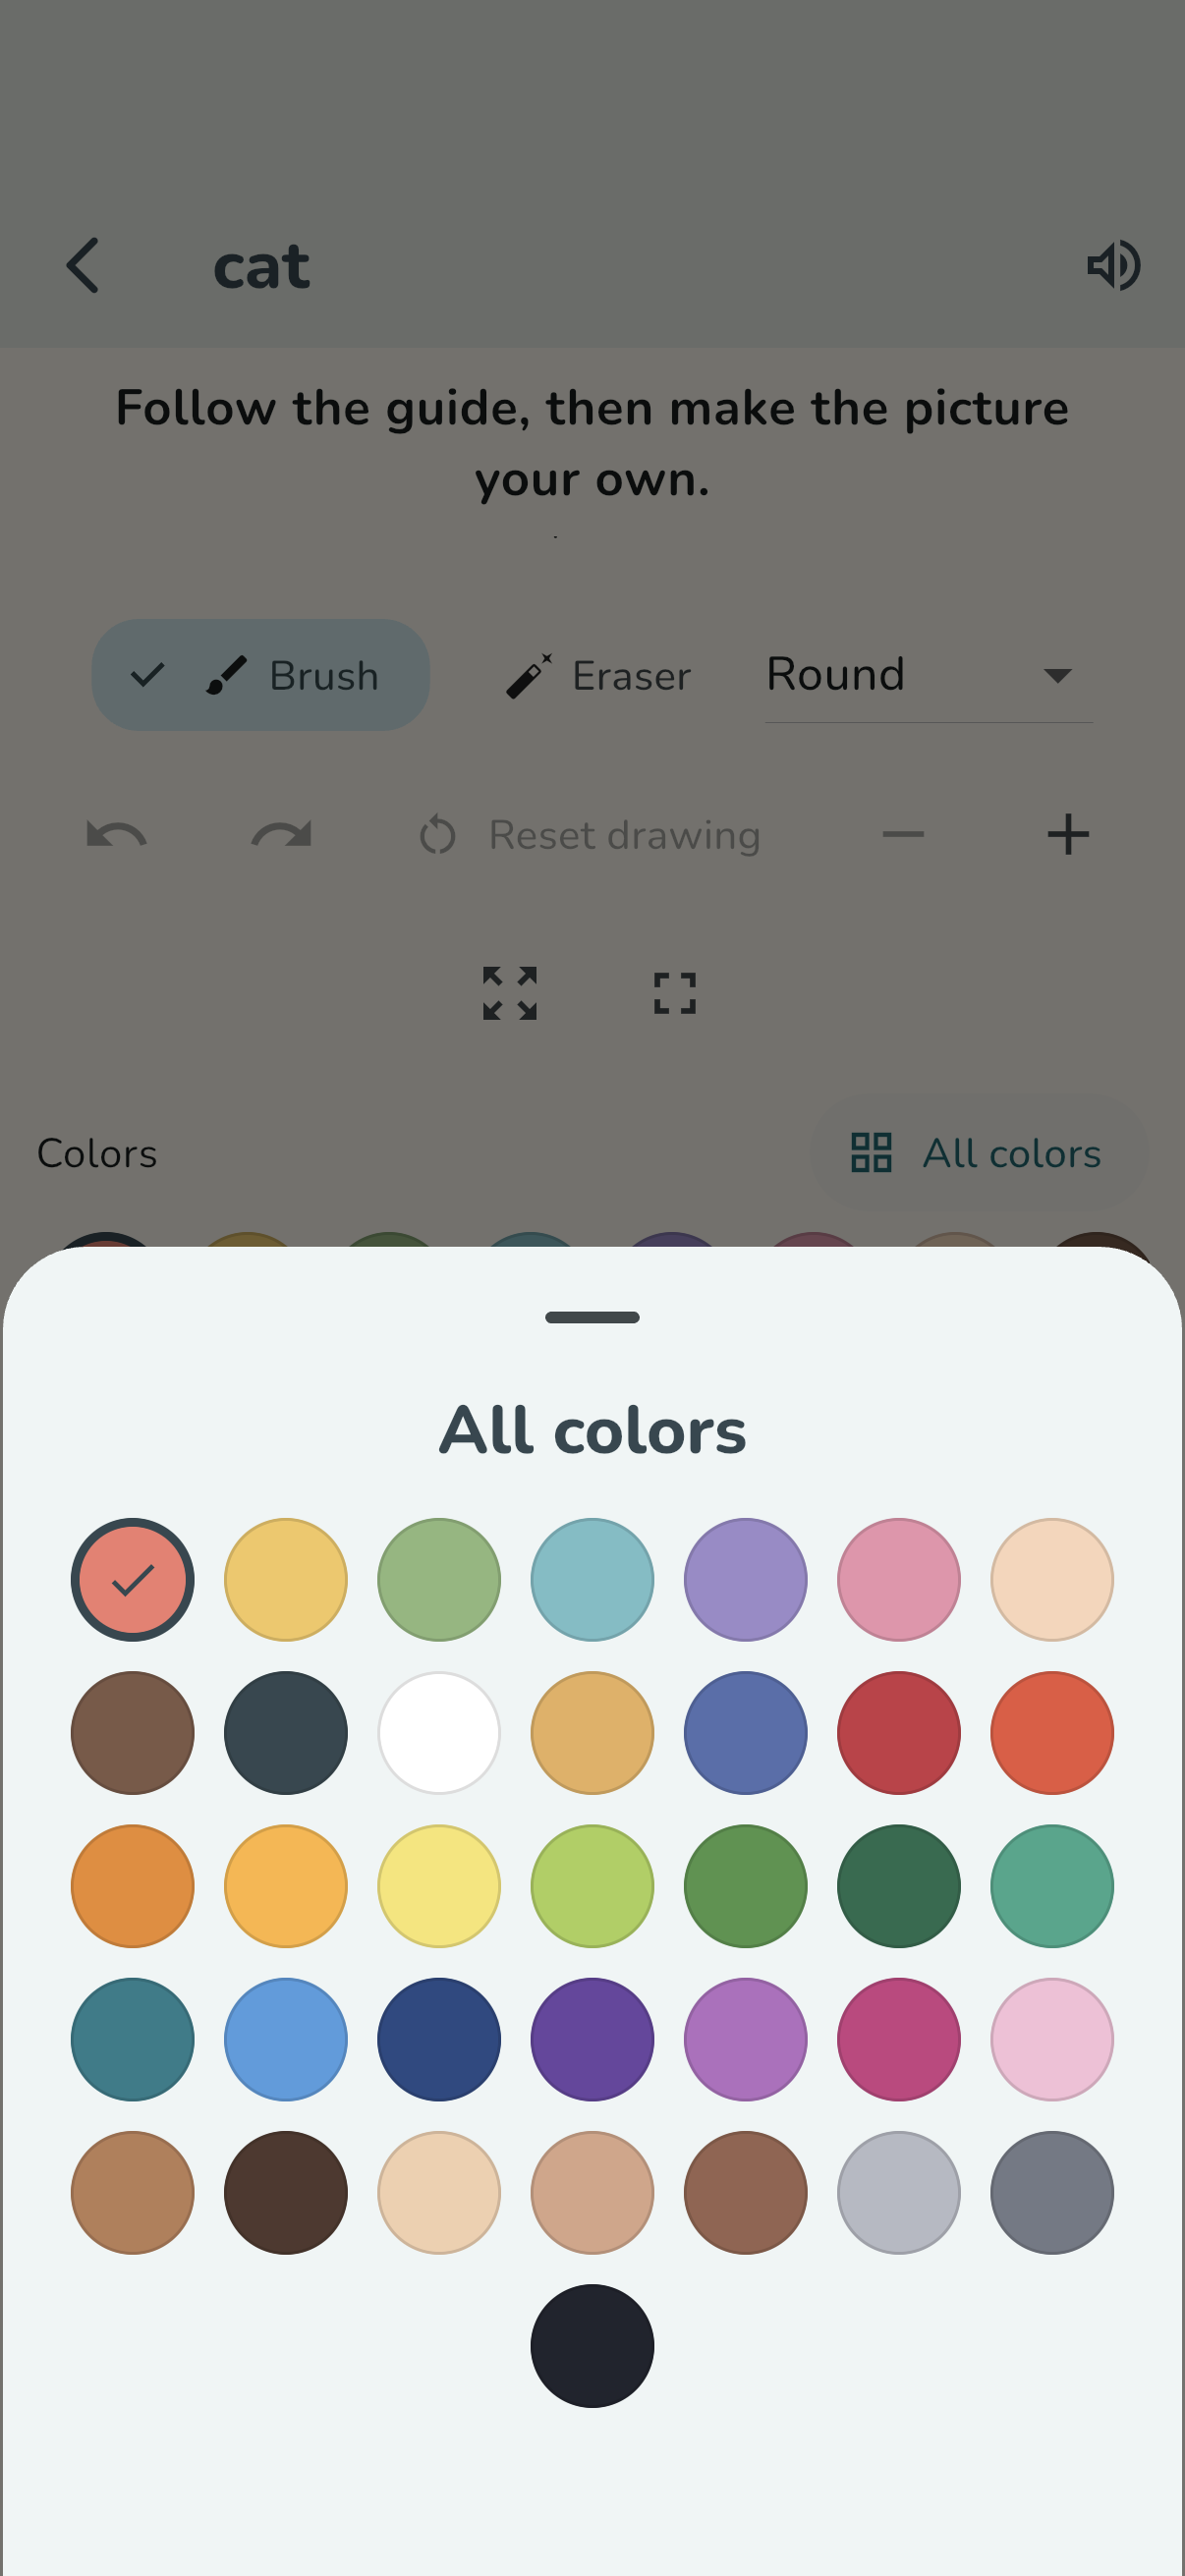 cat
Follow the guide, then make the picture
your own.
Brush
Eraser
Round
Reset drawing
Colors
All colors
All colors